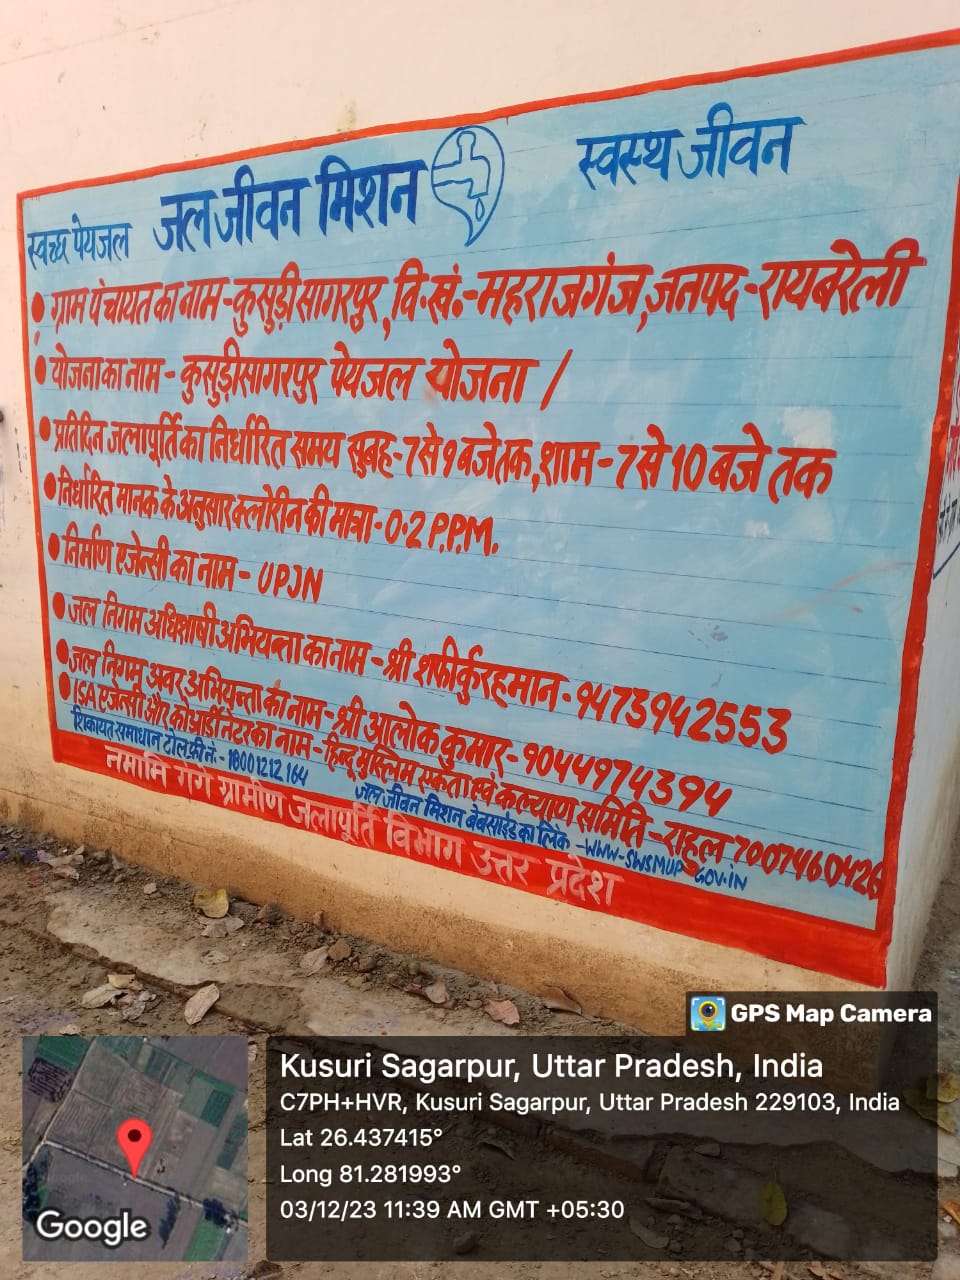 स्वच्छ पेयजल जल जीवन मिशन स्वस्थ जीवन
● ग्राम पंचायत का नाम - कुसुड़ी सागरपुर, वि.खं.- महराजगंज, जनपद - रायबरेली
● योजना का नाम - कुसुड़ीसागरपुर पेयजल योजना /
● प्रतिदिन जलापूर्ति का निर्धारित समय सुबह - 7 से 9 बजे तक, शाम - 7 से 10 बजे तक
● निर्धारित मानक के अनुसार क्लोरिन की मात्रा - 0.2 P.P.M.
● निर्माण एजेन्सी का नाम - UPJN
● जल निगम अधिशाषी अभियन्ता का नाम - श्री शफीर्कुरहमान - 9473942553
● जल निगम अवर अभियन्ता का नाम - श्री आलोक कुमार - 9044974394
● ISA एजेन्सी और कोआर्डीनेटर का नाम - हिन्दू मुस्लिम एकता एवं कल्याण समिति - राहुल 7007460426
शिकायत समाधान टोल फ्री नं. - 18001212164
जल जीवन मिशन बेबसाइड का लिंक - WWW-SWSMUP GOV.IN
नमामि गंगे ग्रामीण जलापूर्ति विभाग उत्तर प्रदेश
GPS Map Camera
Kusuri Sagarpur, Uttar Pradesh, India
C7PH+HVR, Kusuri Sagarpur, Uttar Pradesh 229103, India
Lat 26.437415°
Long 81.281993°
03/12/23 11:39 AM GMT +05:30
Google